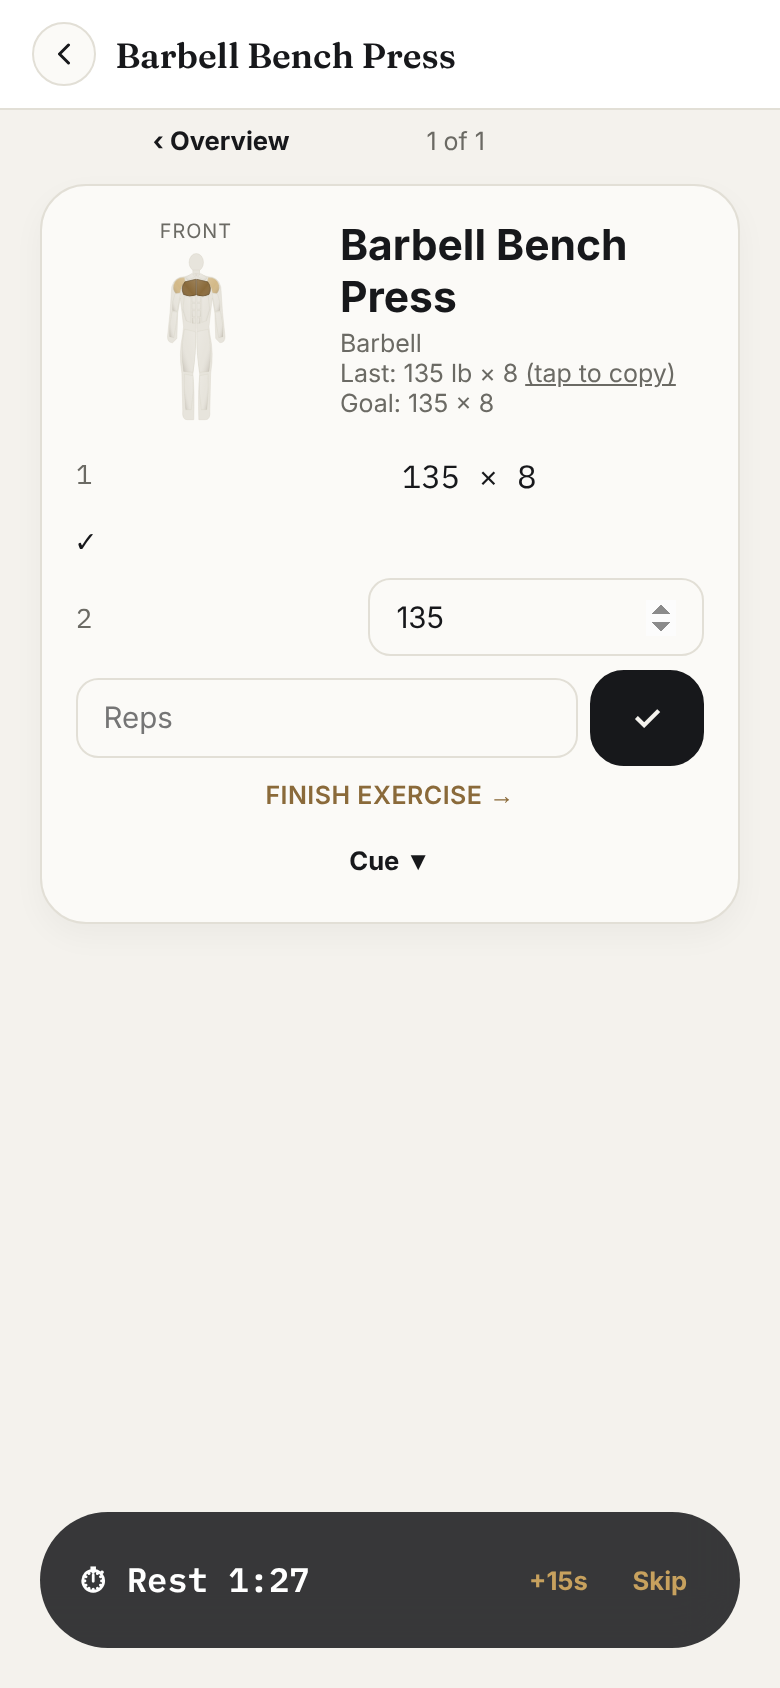 Barbell Bench Press
‹ Overview 1 of 1
FRONT
Barbell Bench
Press
Barbell
Last: 135 lb × 8 (tap to copy)
Goal: 135 × 8
1 135 × 8
✓
2 135
Reps ✓
FINISH EXERCISE →
Cue ▼
⏱ Rest 1:27 +15s Skip